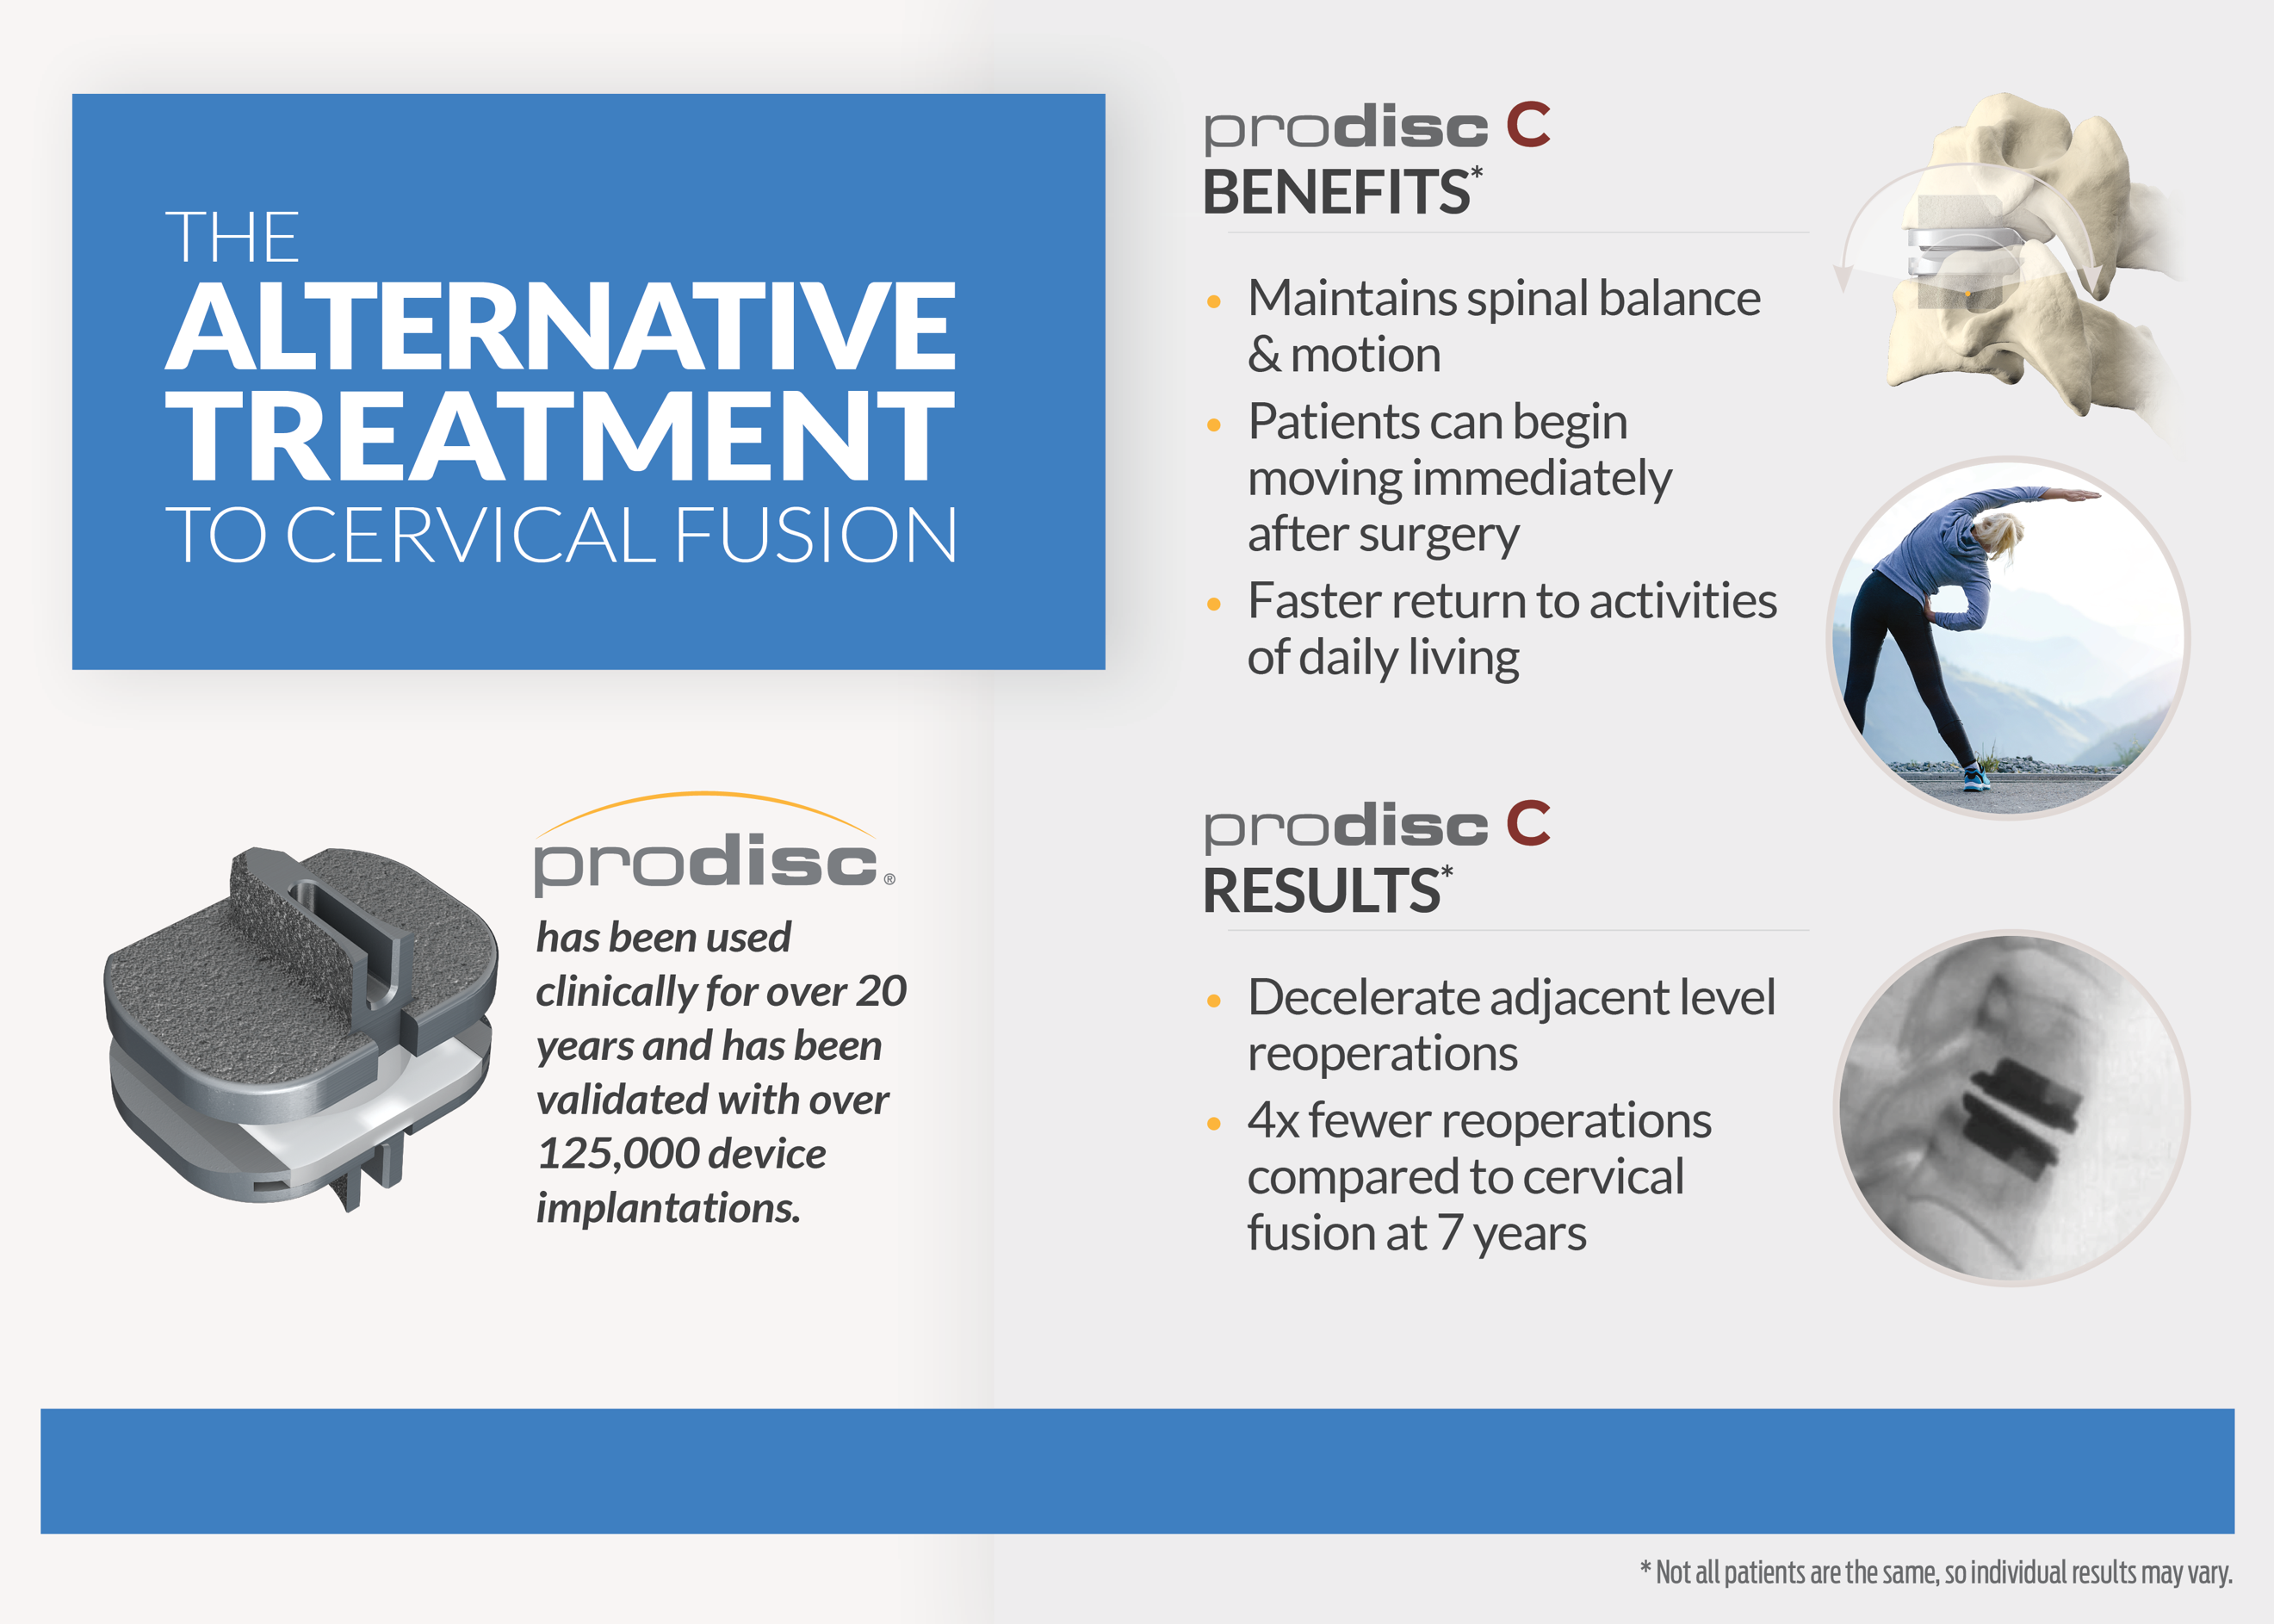 THE
ALTERNATIVE
TREATMENT
TO CERVICAL FUSION
prodisc®
has been used
clinically for over 20
years and has been
validated with over
125,000 device
implantations.
prodisc C
BENEFITS*
• Maintains spinal balance
& motion
• Patients can begin
moving immediately
after surgery
• Faster return to activities
of daily living
prodisc C
RESULTS*
• Decelerate adjacent level
reoperations
• 4x fewer reoperations
compared to cervical
fusion at 7 years
* Not all patients are the same, so individual results may vary.